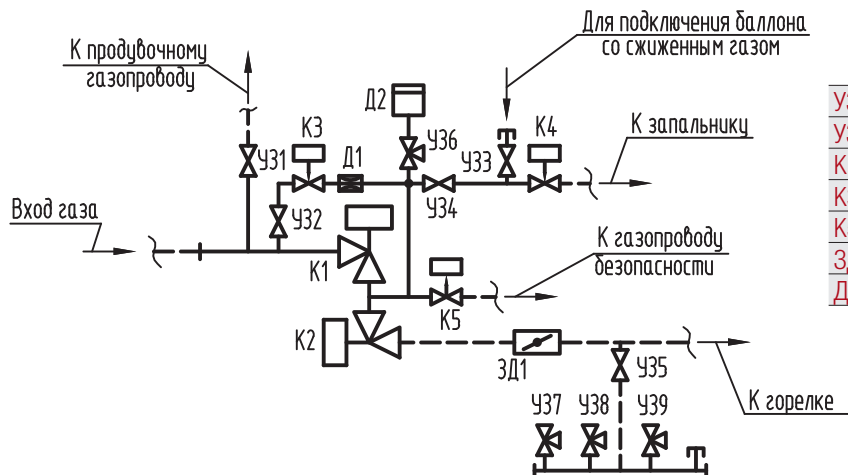 Для подключения баллона
со сжиженным газом
К продувочному
газопроводу
Д2
К3
К4
УЗ6
УЗ1
Д1
УЗ3
К запальнику
УЗ2
УЗ4
Вход газа
К1
К газопроводу
безопасности
К5
К2
ЗД1
УЗ5
К горелке
УЗ7
УЗ8
УЗ9